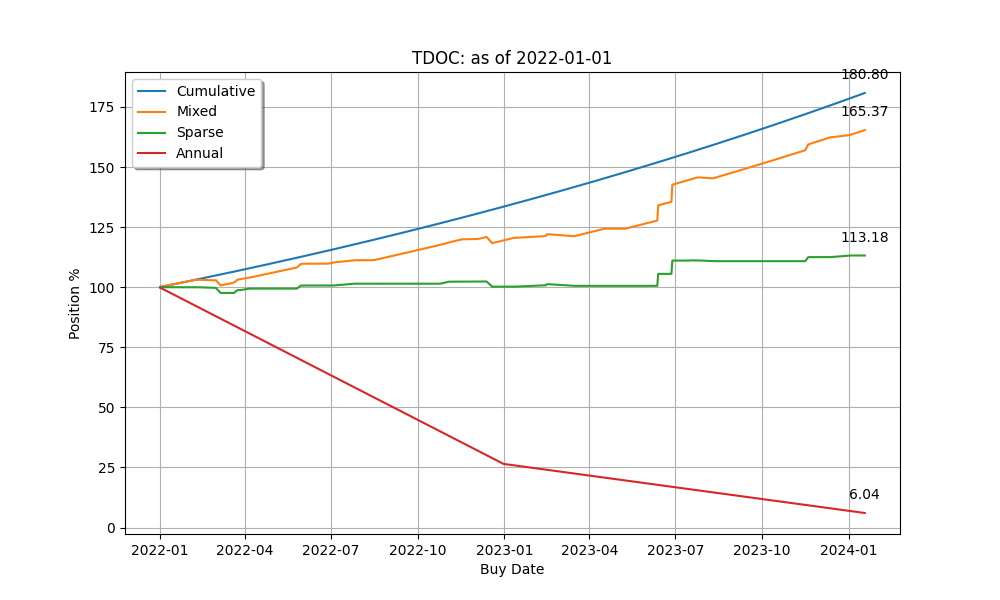 TDOC: as of 2022-01-01
180.80
Cumulative
Mixed
Sparse
Annual
165.37
113.18
6.04
175
150
125
100
75
50
25
0
Position %
2022-01 2022-04 2022-07 2022-10 2023-01 2023-04 2023-07 2023-10 2024-01
Buy Date